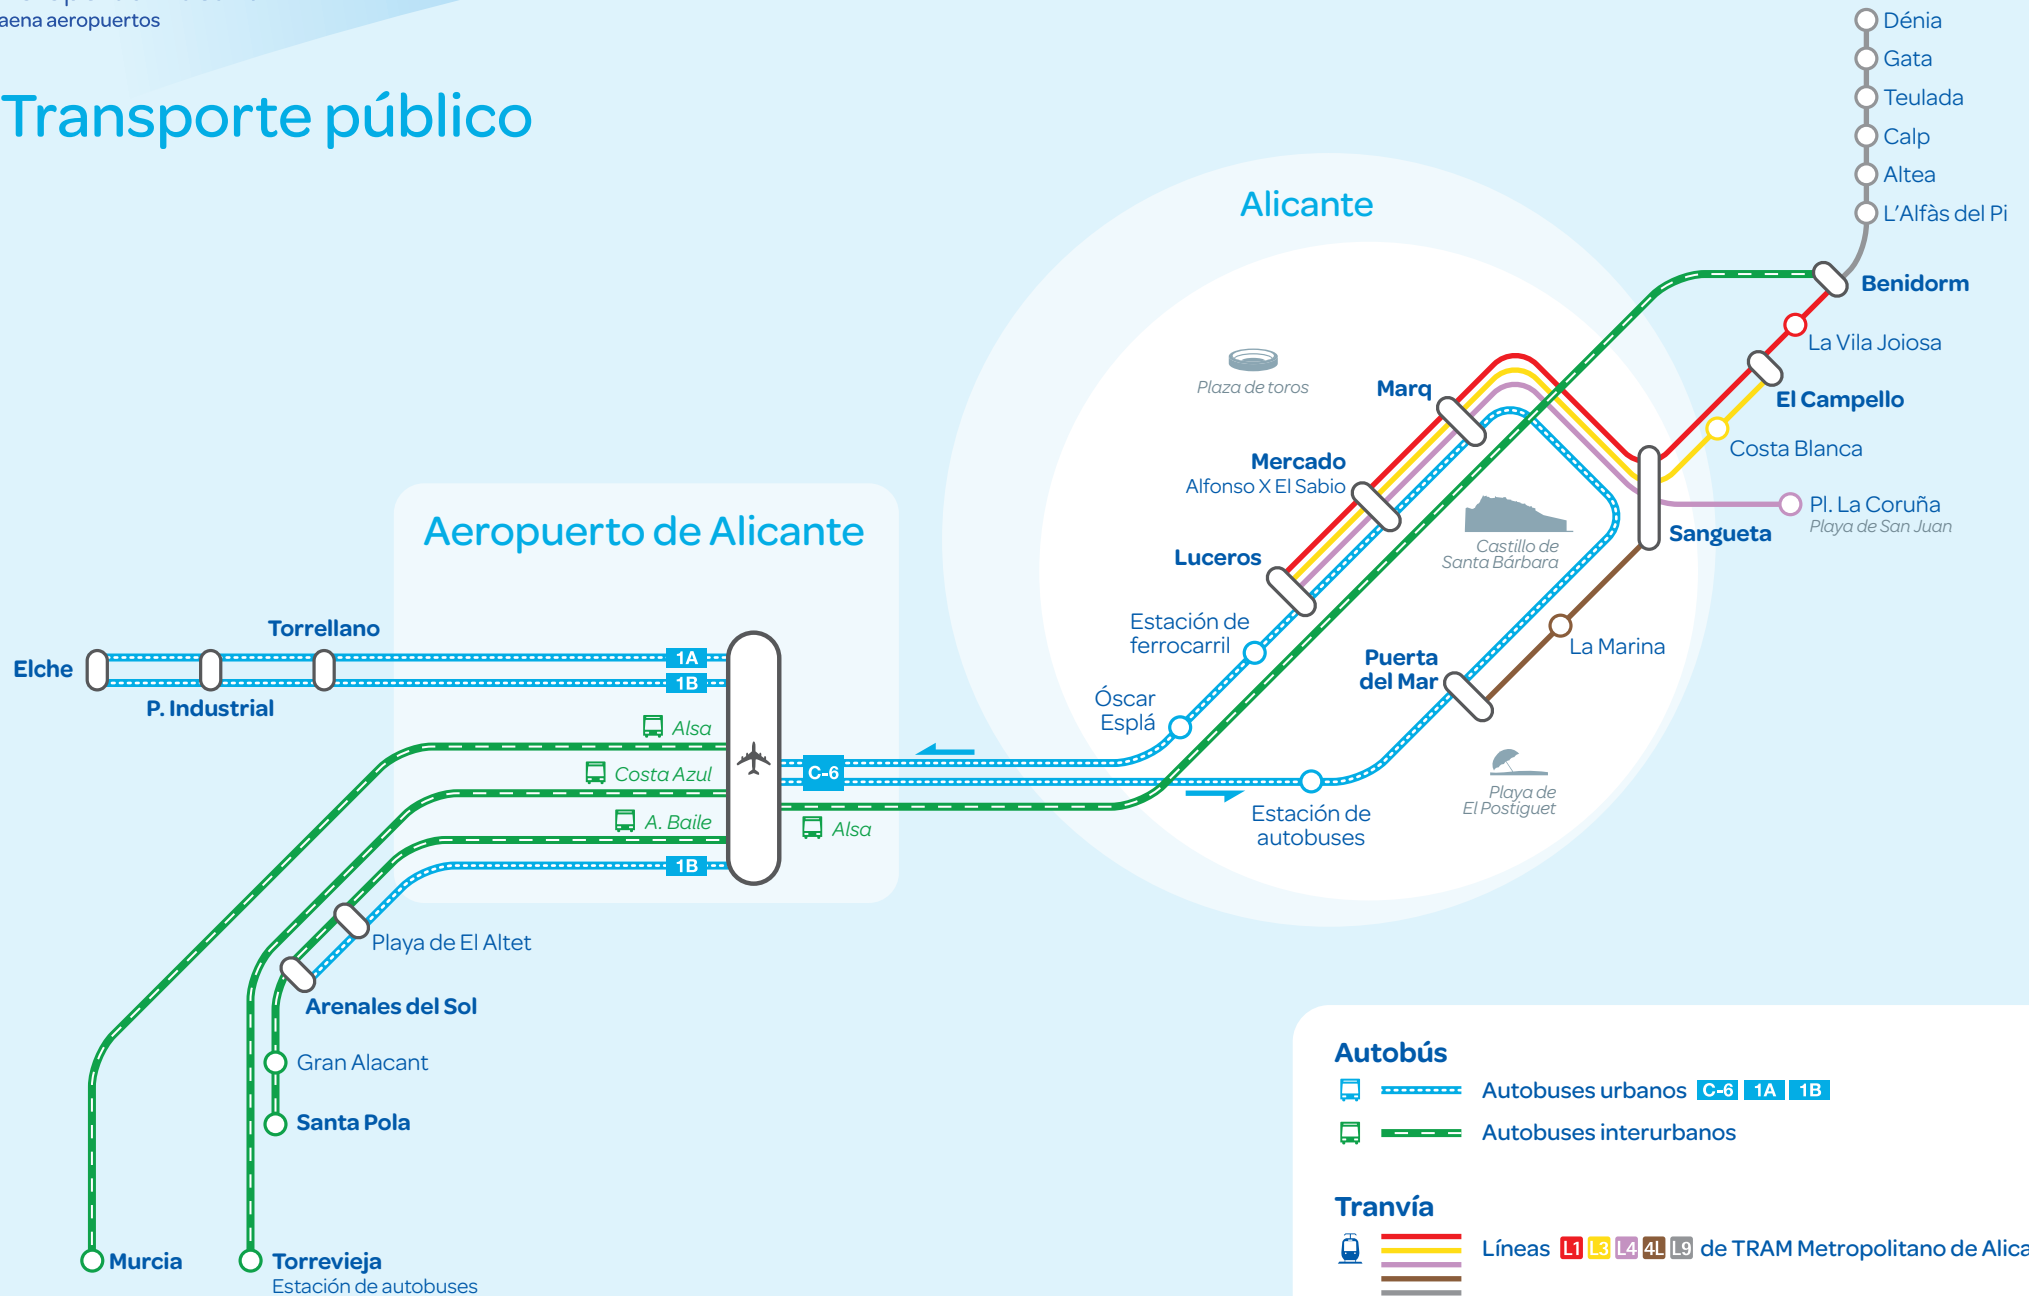 aena aeropuertos
Transporte público
Dénia
Gata
Teulada
Calp
Altea
L'Alfàs del Pi
Benidorm
La Vila Joiosa
El Campello
Costa Blanca
Pl. La Coruña
Playa de San Juan
Sangueta
La Marina
Alicante
Plaza de toros
Marq
Mercado
Alfonso X El Sabio
Luceros
Castillo de
Santa Bárbara
Estación de
ferrocarril
Óscar
Esplá
Puerta
del Mar
Playa de
El Postiguet
Estación de
autobuses
Aeropuerto de Alicante
Torrellano
Elche
P. Industrial
1A
1B
Alsa
Costa Azul
A. Baile
1B
C-6
Alsa
Playa de El Altet
Arenales del Sol
Gran Alacant
Santa Pola
Murcia
Torrevieja
Estación de autobuses
Autobús
Autobuses urbanos C-6 1A 1B
Autobuses interurbanos
Tranvía
Líneas L1 L3 L4 4L L9 de TRAM Metropolitano de Alica